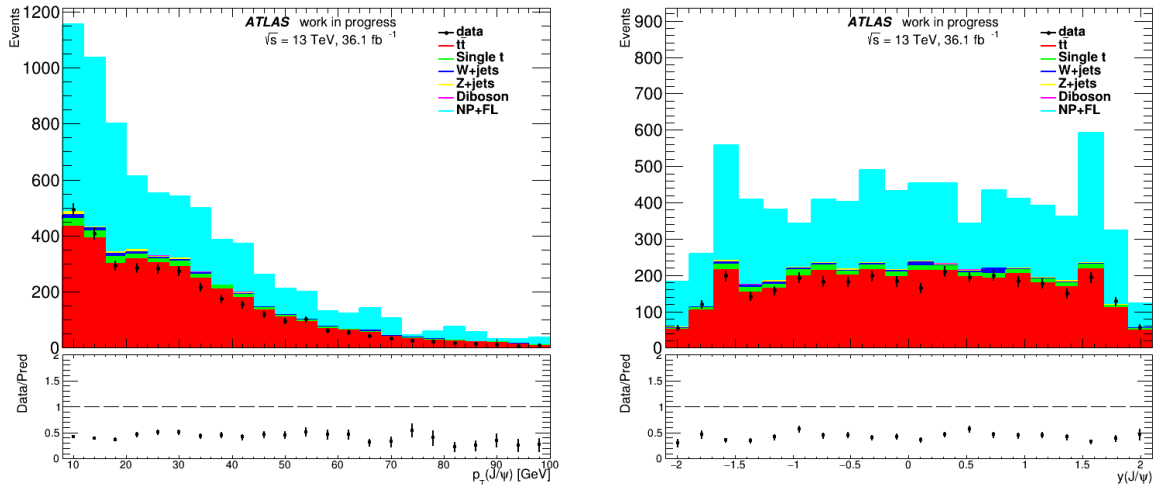 ATLAS work in progress
√s = 13 TeV, 36.1 fb⁻¹
data
tt̄
Single t
W+jets
Z+jets
Diboson
NP+FL
Events
1200
1000
800
600
400
200
0
Data/Pred
2
1.5
1
0.5
0
10 20 30 40 50 60 70 80 90 100
p_T(J/ψ) [GeV]
ATLAS work in progress
√s = 13 TeV, 36.1 fb⁻¹
data
tt̄
Single t
W+jets
Z+jets
Diboson
NP+FL
Events
900
800
700
600
500
400
300
200
100
0
Data/Pred
2
1.5
1
0.5
0
−2 −1.5 −1 −0.5 0 0.5 1 1.5 2
y(J/ψ)